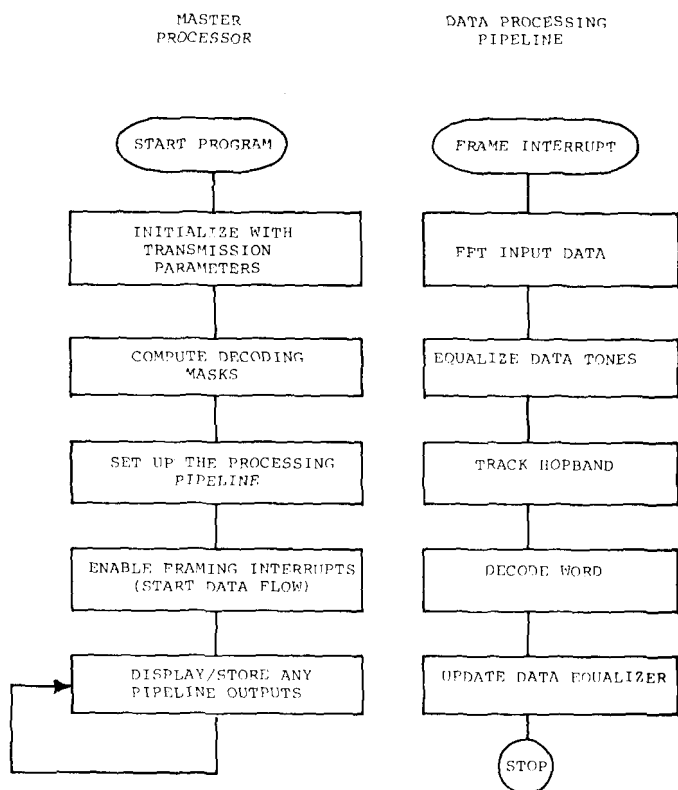 MASTER
PROCESSOR
START PROGRAM
INITIALIZE WITH
TRANSMISSION
PARAMETERS
COMPUTE DECODING
MASKS
SET UP THE PROCESSING
PIPELINE
ENABLE FRAMING INTERRUPTS
(START DATA FLOW)
DISPLAY/STORE ANY
PIPELINE OUTPUTS
DATA PROCESSING
PIPELINE
FRAME INTERRUPT
FFT INPUT DATA
EQUALIZE DATA TONES
TRACK HOPBAND
DECODE WORD
UPDATE DATA EQUALIZER
STOP